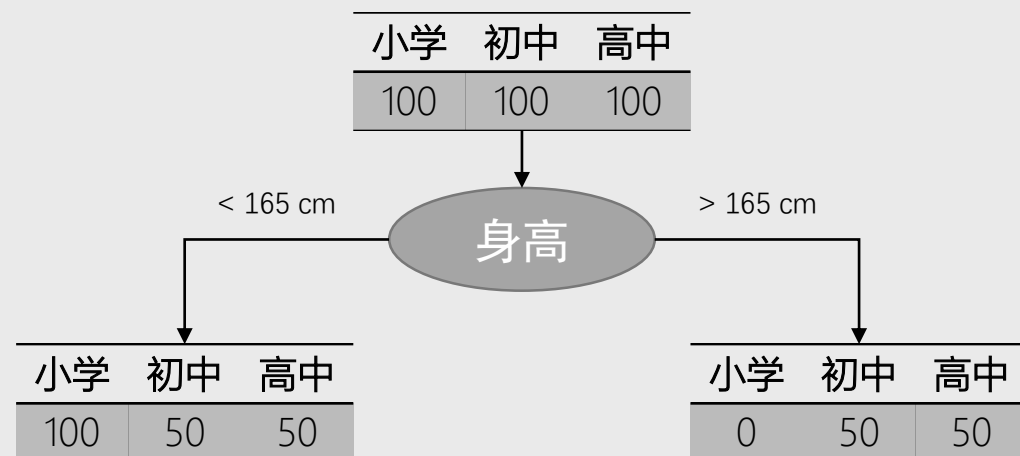 小学 初中 高中
100 100 100
< 165 cm
> 165 cm
身高
小学 初中 高中
100 50 50
小学 初中 高中
0 50 50